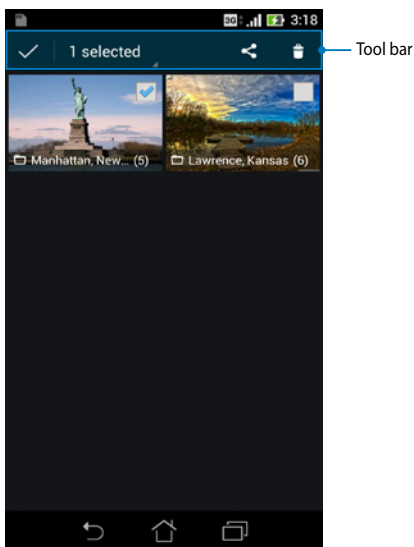 3G 3:18
1 selected
Tool bar
Manhattan, New... (5)
Lawrence, Kansas (6)